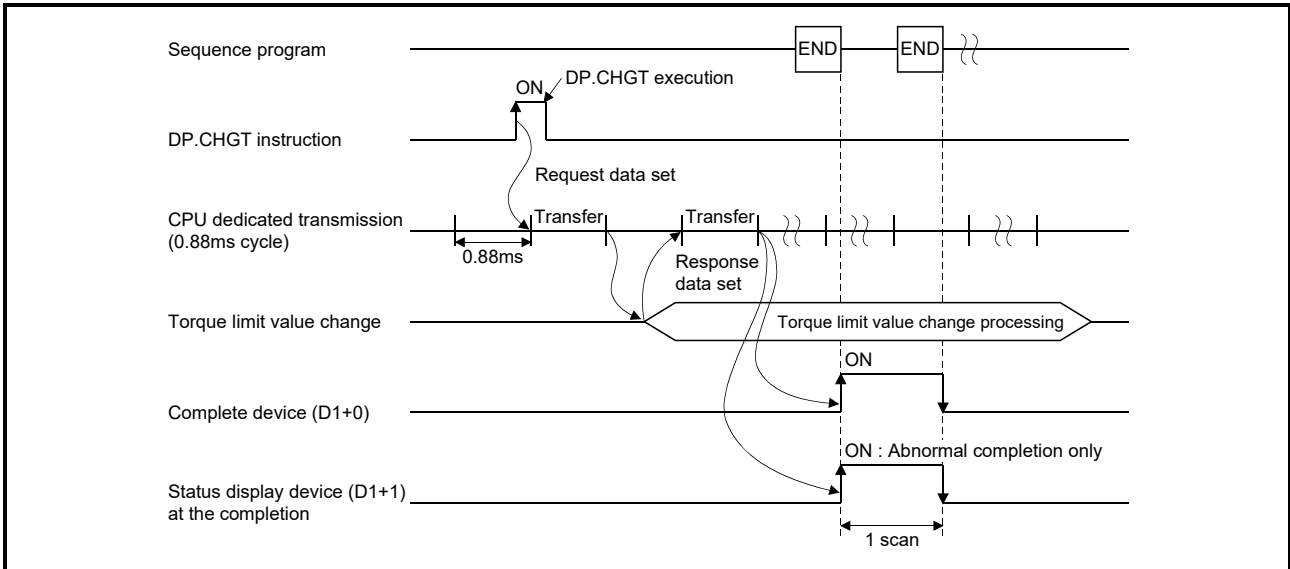 Sequence program
END
END
ON
DP.CHGT execution
DP.CHGT instruction
Request data set
CPU dedicated transmission
(0.88ms cycle)
Transfer
Transfer
0.88ms
Response
data set
Torque limit value change
Torque limit value change processing
ON
Complete device (D1+0)
ON : Abnormal completion only
Status display device (D1+1)
at the completion
1 scan